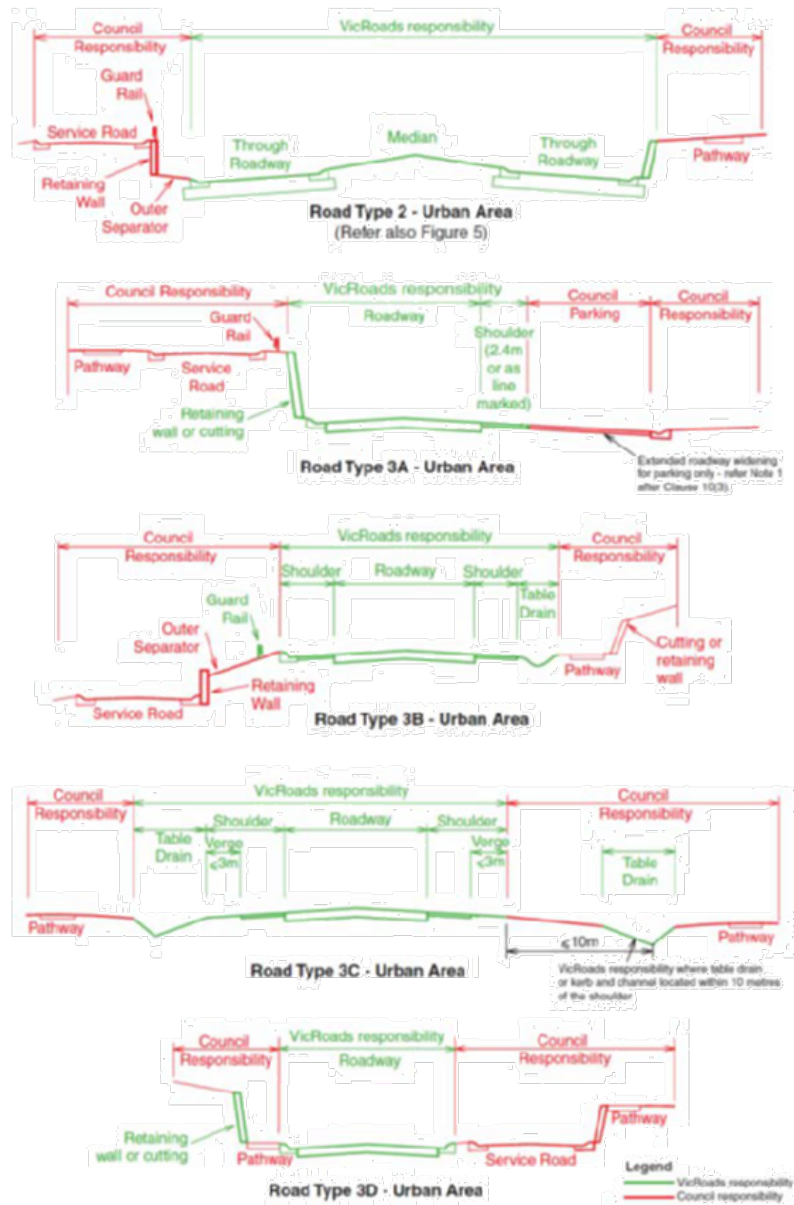 Council
Responsibility
VicRoads responsibility
Council
Responsibility
Guard
Rail
Service Road
Through
Roadway
Median
Through
Roadway
Pathway
Retaining
Wall
Outer
Separator
Road Type 2 - Urban Area
(Refer also Figure 5)
Council Responsibility
VicRoads responsibility
Council
Parking
Council
Responsibility
Roadway
Guard
Rail
Shoulder
(2.4m
or as
line
marked)
Pathway
Service
Road
Retaining
wall or cutting
Road Type 3A - Urban Area
Extended roadway widening
for parking only - refer Note 1
after Clause 10(3).
Council
Responsibility
VicRoads responsibility
Council
Responsibility
Shoulder
Roadway
Shoulder
Table
Drain
Guard
Rail
Outer
Separator
Pathway
Cutting or
retaining
wall
Retaining
Wall
Service Road
Road Type 3B - Urban Area
Council
Responsibility
VicRoads responsibility
Council
Responsibility
Shoulder
Roadway
Shoulder
Table
Drain
Verge
⩽3m
Verge
⩽3m
Table
Drain
Pathway
⩽10m
Pathway
Road Type 3C - Urban Area
VicRoads responsibility where table drain
or kerb and channel located within 10 metres
of the shoulder
Council
Responsibility
VicRoads responsibility
Council
Responsibility
Roadway
Pathway
Retaining
wall or cutting
Pathway
Service Road
Road Type 3D - Urban Area
Legend
VicRoads responsibility
Council responsibility